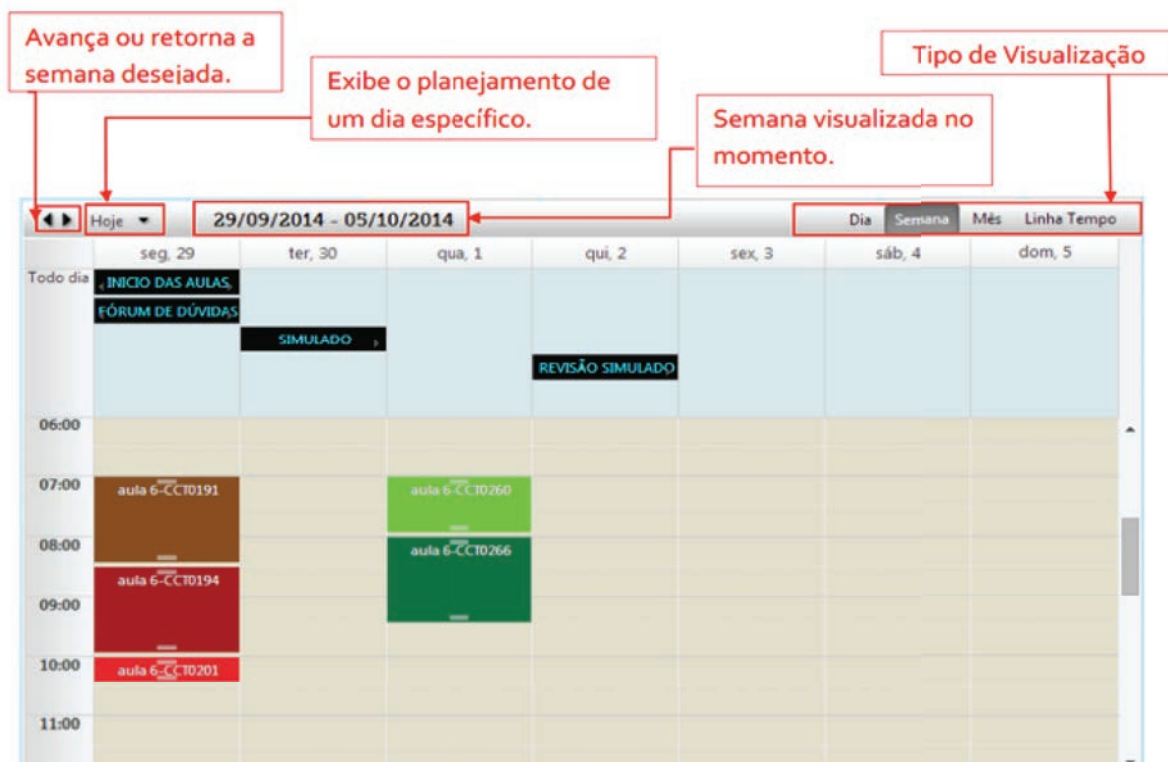 Avança ou retorna a
semana desejada.
Exibe o planejamento de
um dia específico.
Semana visualizada no
momento.
Tipo de Visualização
Hoje
29/09/2014 - 05/10/2014
Dia Semana Mês Linha Tempo
seg, 29 ter, 30 qua, 1 qui, 2 sex, 3 sáb, 4 dom, 5
Todo dia
INICIO DAS AULAS
FÓRUM DE DÚVIDAS
SIMULADO
REVISÃO SIMULADO
06:00
07:00
aula 6-CCT0191 aula 6-CCT0260
08:00
aula 6-CCT0266
aula 6-CCT0194
09:00
10:00
aula 6-CCT0201
11:00